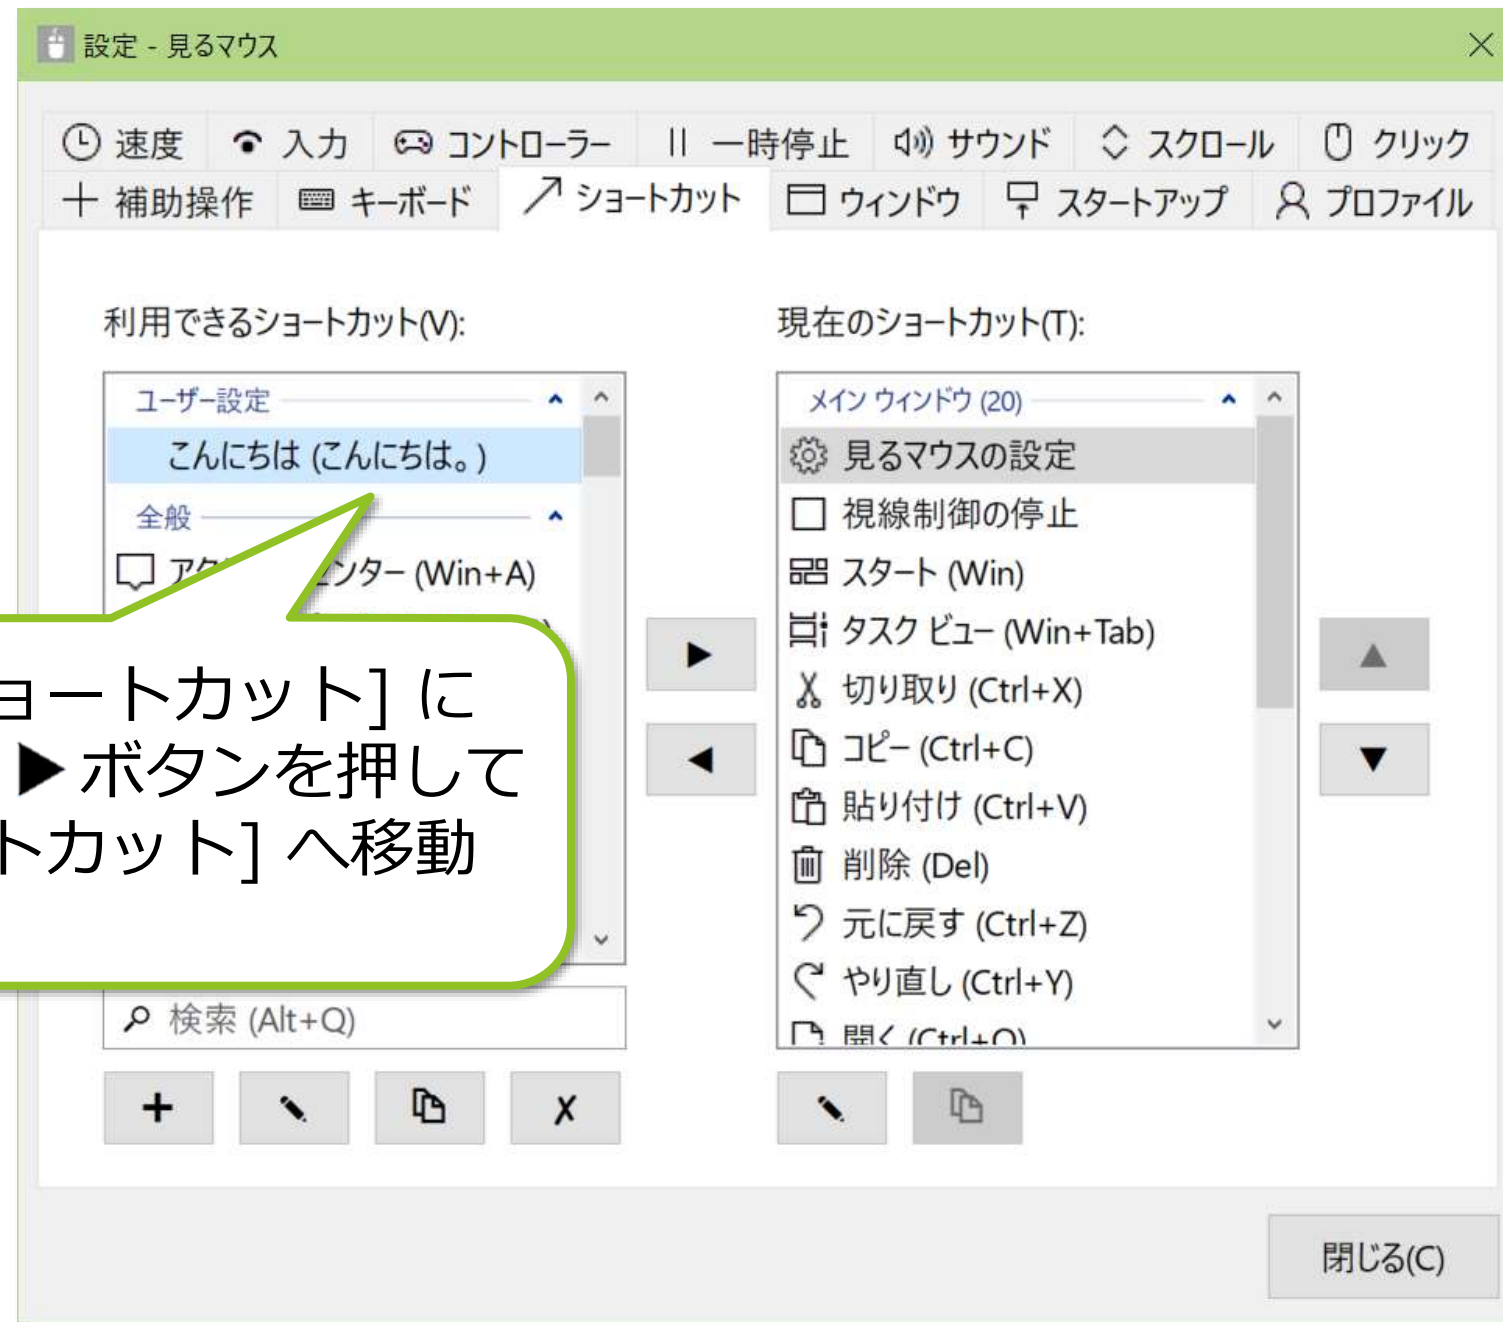 設定 - 見るマウス
速度 入力 コントローラー 一時停止 サウンド スクロール クリック
補助操作 キーボード ショートカット ウィンドウ スタートアップ プロファイル
利用できるショートカット(V):
ユーザー設定
こんにちは (こんにちは。)
全般
(Win+A)
ョートカット] に
▶ ボタンを押して
トカット] へ移動
検索 (Alt+Q)
現在のショートカット(T):
メイン ウィンドウ (20)
見るマウスの設定
視線制御の停止
スタート (Win)
タスク ビュー (Win+Tab)
切り取り (Ctrl+X)
コピー (Ctrl+C)
貼り付け (Ctrl+V)
削除 (Del)
元に戻す (Ctrl+Z)
やり直し (Ctrl+Y)
開く (Ctrl+O)
閉じる(C)